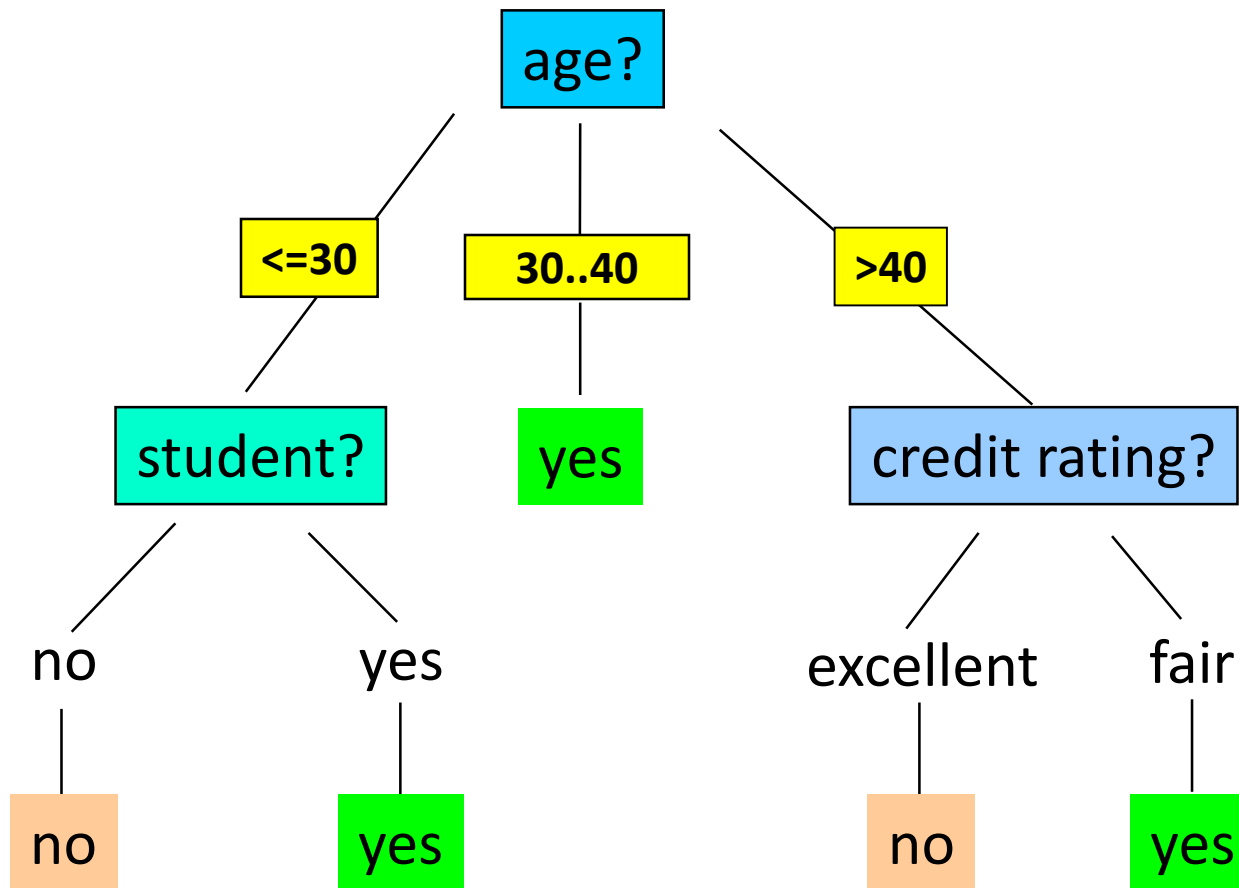 age?
<=30
30..40
>40
student?
yes
credit rating?
no
yes
excellent
fair
no
yes
no
yes